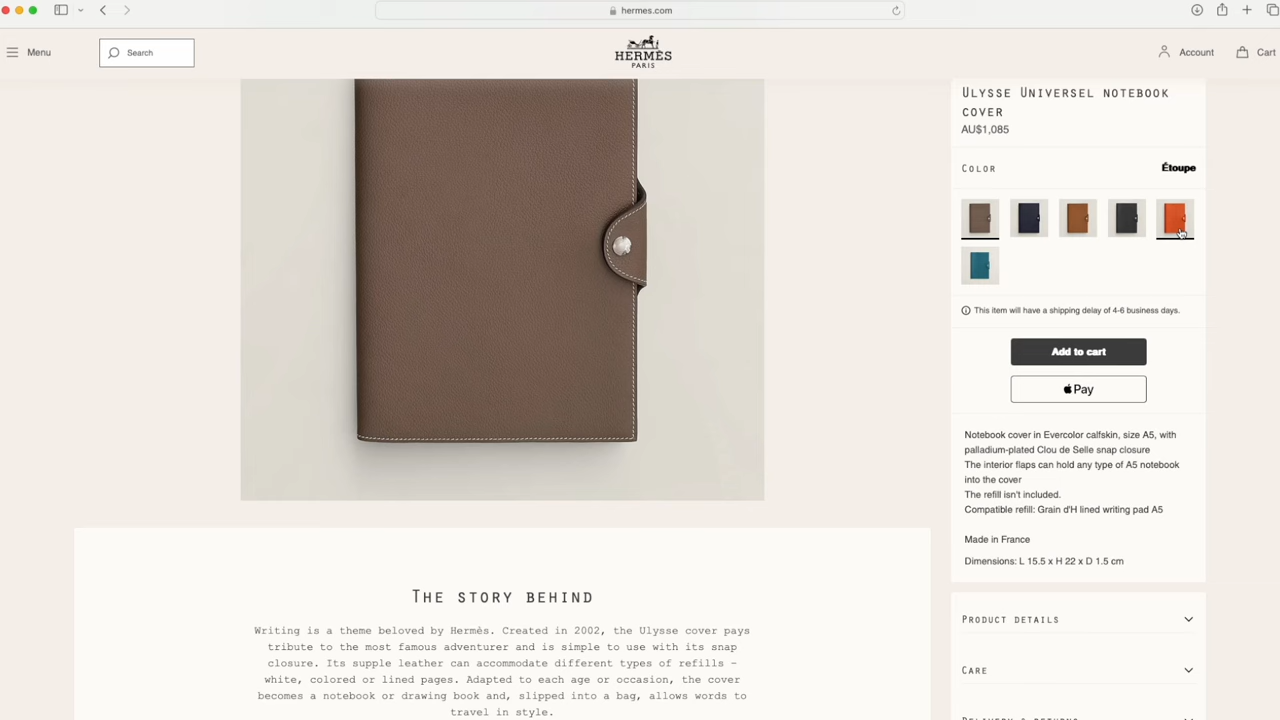 hermes.com
Menu
Search
HERMÈS
PARIS
Account
Cart
ULYSSE UNIVERSEL NOTEBOOK
COVER
AU$1,085
COLOR
Étoupe
This item will have a shipping delay of 4-6 business days.
Add to cart
Pay
Notebook cover in Evercolor calfskin, size A5, with
palladium-plated Clou de Selle snap closure
The interior flaps can hold any type of A5 notebook
into the cover
The refill isn't included.
Compatible refill: Grain d'H lined writing pad A5
Made in France
Dimensions: L 15.5 x H 22 x D 1.5 cm
THE STORY BEHIND
Writing is a theme beloved by Hermès. Created in 2002, the Ulysse cover pays
tribute to the most famous adventurer and is simple to use with its snap
closure. Its supple leather can accommodate different types of refills –
white, colored or lined pages. Adapted to each age or occasion, the cover
becomes a notebook or drawing book and, slipped into a bag, allows words to
travel in style.
PRODUCT DETAILS
CARE
DELIVERY & RETURNS